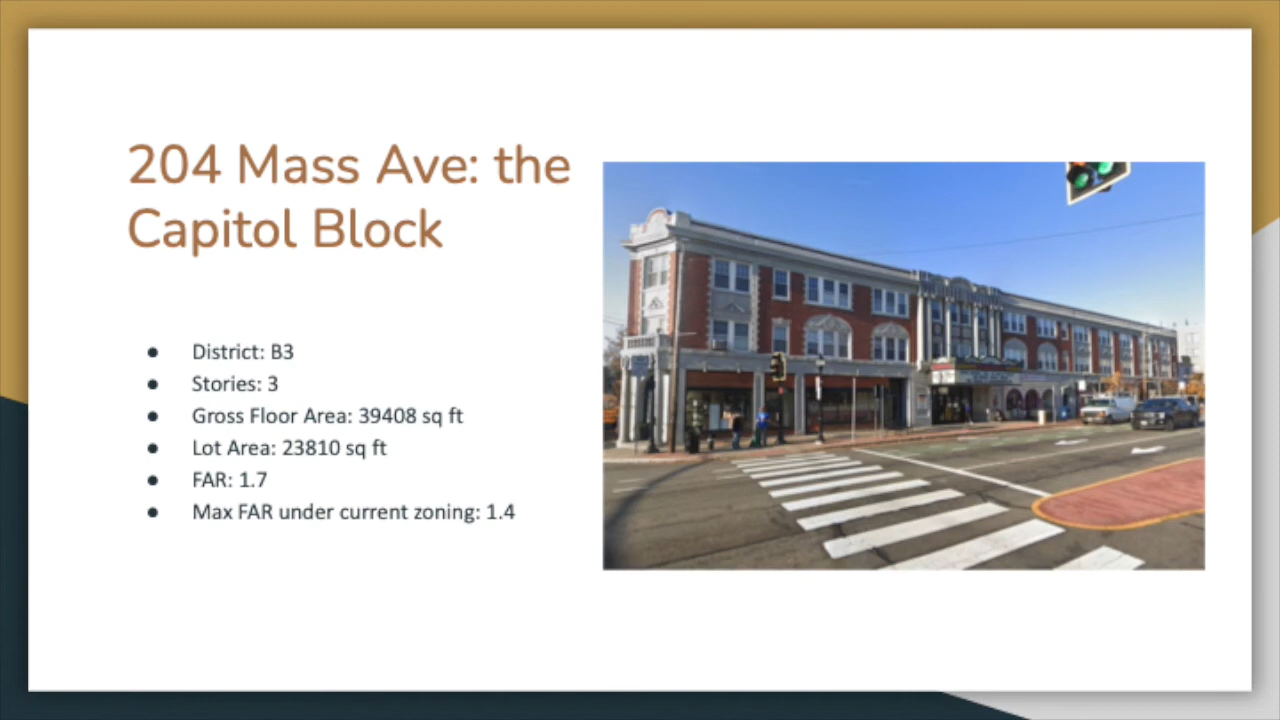 204 Mass Ave: the
Capitol Block
● District: B3
● Stories: 3
● Gross Floor Area: 39408 sq ft
● Lot Area: 23810 sq ft
● FAR: 1.7
● Max FAR under current zoning: 1.4